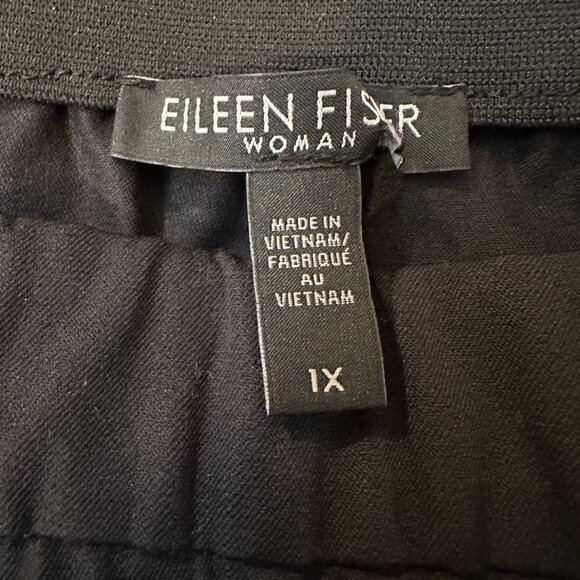 EILEEN FISHER
WOMAN
MADE IN
VIETNAM/
FABRIQUÉ
AU
VIETNAM
1X